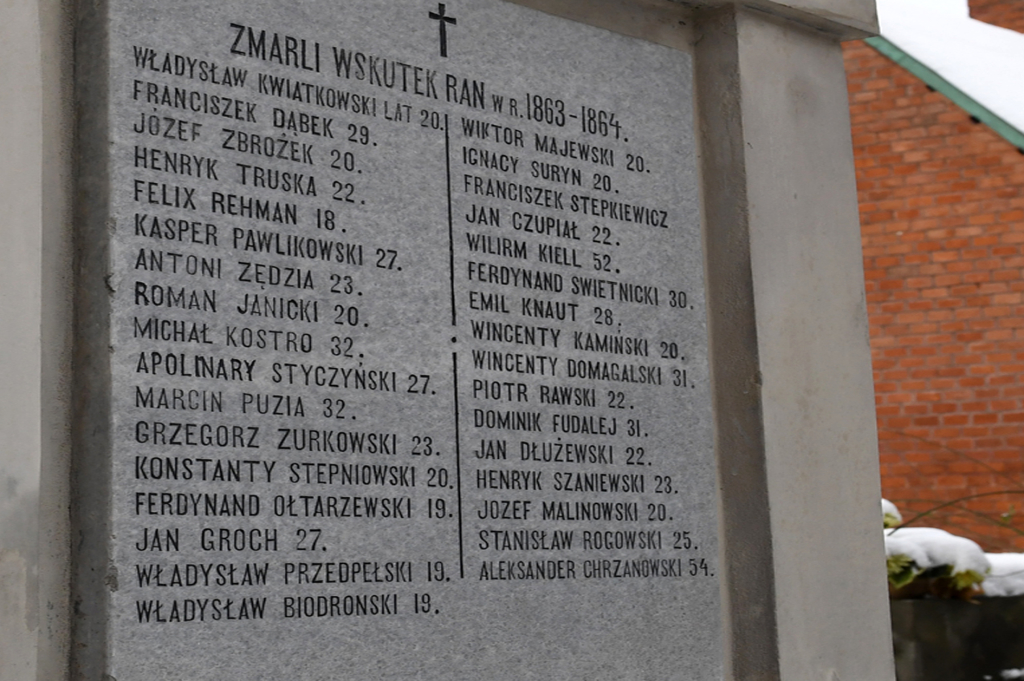 ZMARLI WSKUTEK RAN W R. 1863-1864.
WŁADYSŁAW KWIATKOWSKI LAT 20.
FRANCISZEK DĄBEK 29.
JÓZEF ZBROŻEK 20.
HENRYK TRUSKA 22.
FELIX REHMAN 18.
KASPER PAWLIKOWSKI 27.
ANTONI ZĘDZIA 23.
ROMAN JANICKI 20.
MICHAŁ KOSTRO 32.
APOLINARY STYCZYŃSKI 27.
MARCIN PUZIA 32.
GRZEGORZ ZURKOWSKI 23.
KONSTANTY STEPNIOWSKI 20.
FERDYNAND OŁTARZEWSKI 19.
JAN GROCH 27.
WŁADYSŁAW PRZEDPEŁSKI 19.
WŁADYSŁAW BIODRONSKI 19.
WIKTOR MAJEWSKI 20.
IGNACY SURYN 20.
FRANCISZEK STEPKIEWICZ
JAN CZUPIAŁ 22.
WILIRM KIELL 52.
FERDYNAND SWIETNICKI 30.
EMIL KNAUT 28.
WINCENTY KAMIŃSKI 20.
WINCENTY DOMAGALSKI 31.
PIOTR RAWSKI 22.
DOMINIK FUDALEJ 31.
JAN DŁUŻEWSKI 22.
HENRYK SZANIEWSKI 23.
JOZEF MALINOWSKI 20.
STANISŁAW ROGOWSKI 25.
ALEKSANDER CHRZANOWSKI 54.